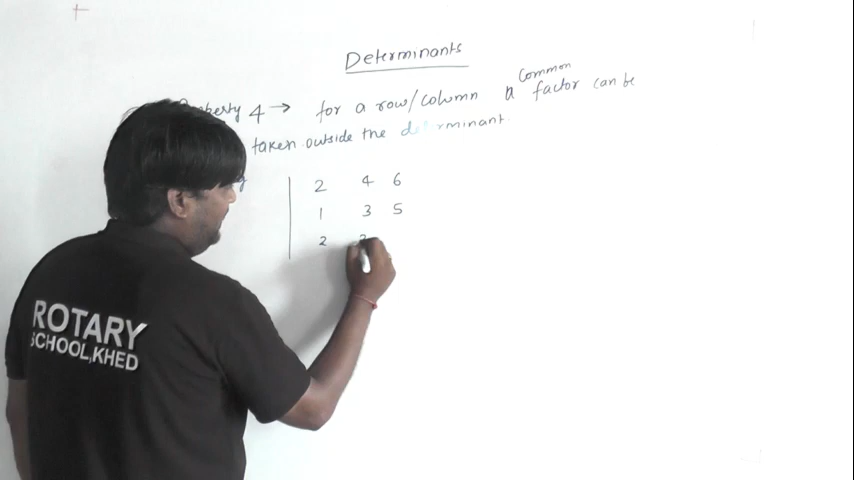 Determinants
4 → for a row/column a common factor can be
taken outside the determinant.
2 4 6
1 3 5
2
ROTARY
SCHOOL,KHED